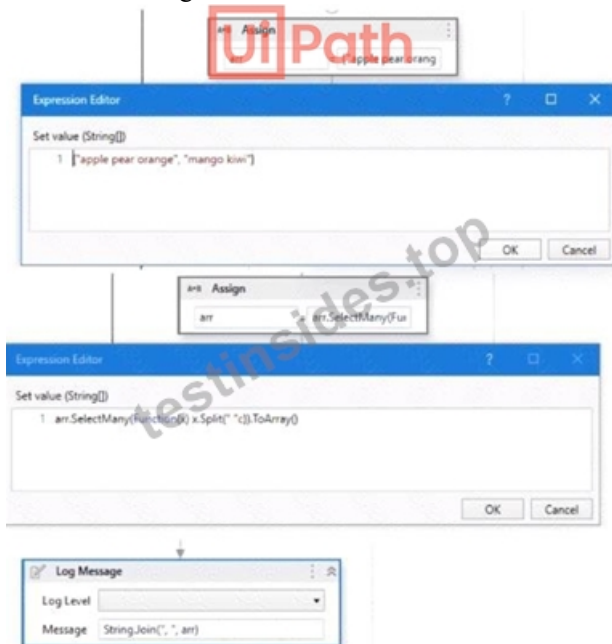 A+B Assign
UiPath
arr = {"apple pear orang
Expression Editor ? X
Set value (String[])
1 {"apple pear orange", "mango kiwi"}
OK Cancel
A+B Assign
arr = arr.SelectMany(Fur
testinsides.top
Expression Editor ? X
Set value (String[])
1 arr.SelectMany(Function(x) x.Split(" "c)).ToArray()
OK Cancel
Log Message
Log Level
Message String.Join(", ", arr)